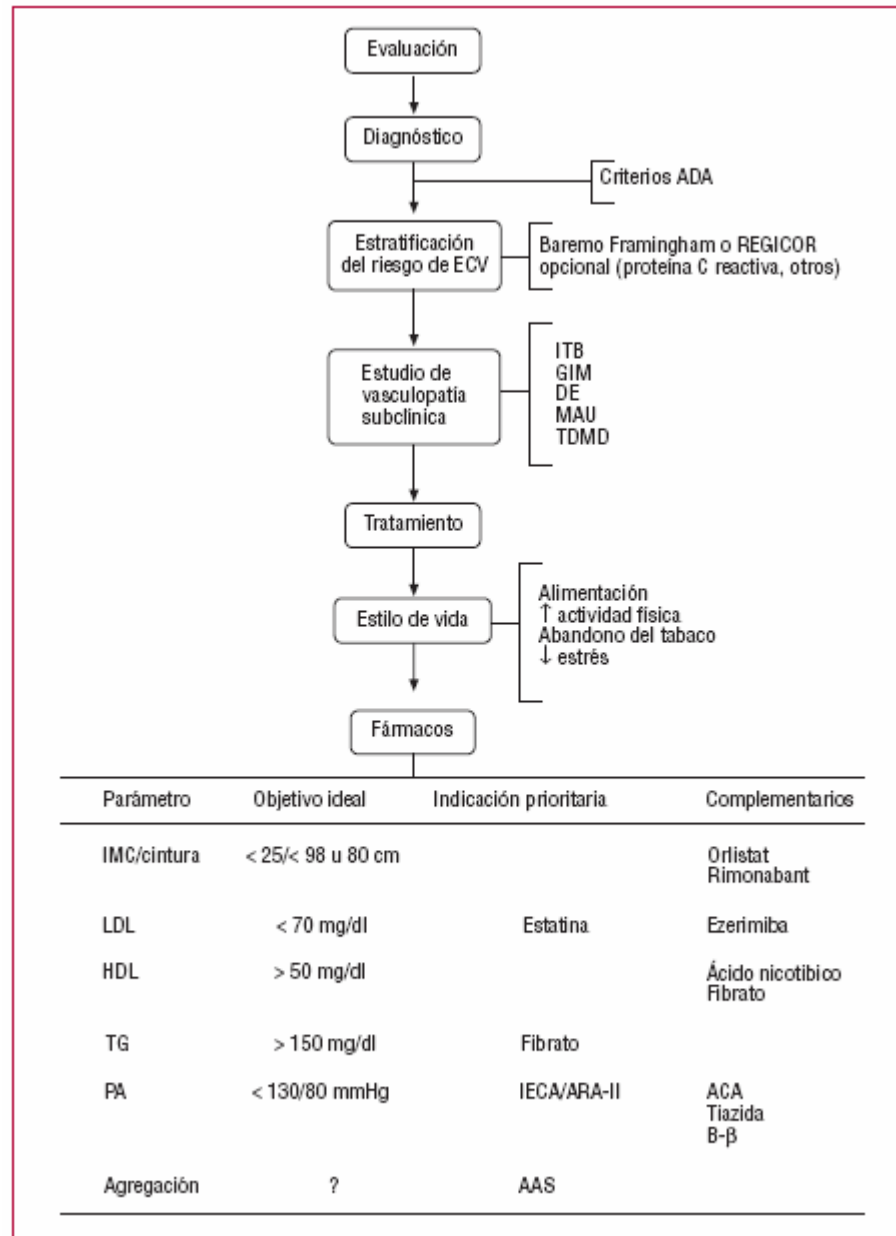 Evaluación
Diagnóstico
Criterios ADA
Estratificación
del riesgo de ECV
Baremo Framingham o REGICOR
opcional (proteína C reactiva, otros)
Estudio de
vasculopatía
subclínica
ITB
GIM
DE
MAU
TDMD
Tratamiento
Estilo de vida
Alimentación
↑ actividad física
Abandono del tabaco
↓ estrés
Fármacos
Parámetro Objetivo ideal Indicación prioritaria Complementarios
IMC/cintura < 25/< 98 u 80 cm Orlistat
Rimonabant
LDL < 70 mg/dl Estatina Ezerimiba
HDL > 50 mg/dl Ácido nicotíbico
Fibrato
TG > 150 mg/dl Fibrato
PA < 130/80 mmHg IECA/ARA-II ACA
Tiazida
B-β
Agregación ? AAS